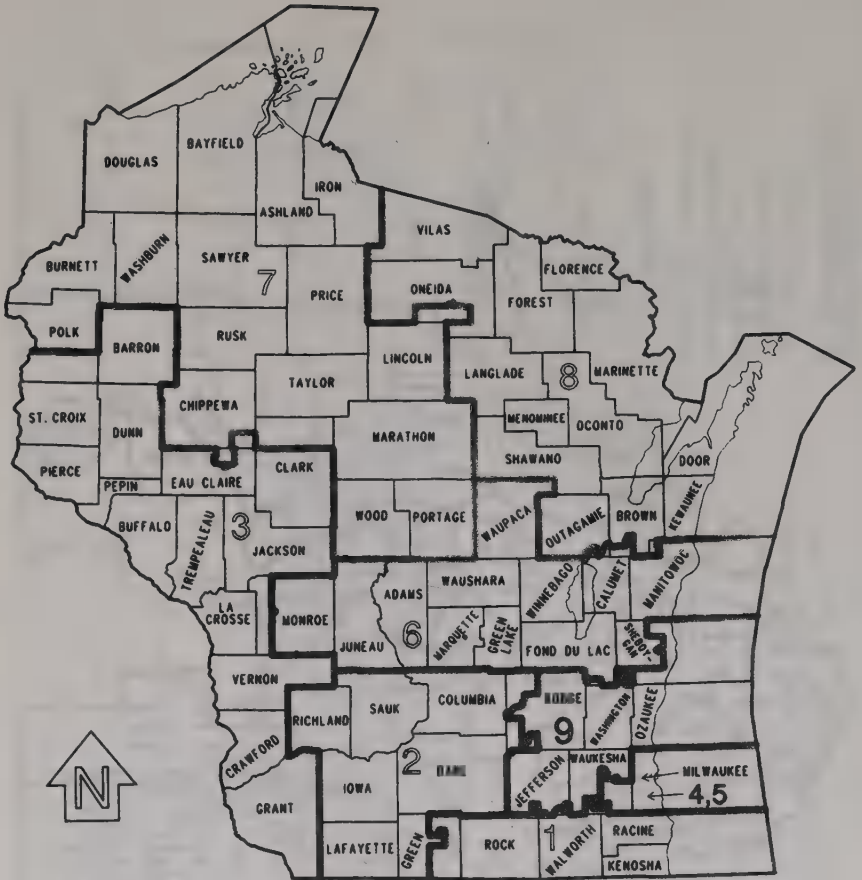 DOUGLAS
BAYFIELD
ASHLAND
IRON
VILAS
BURNETT
WASHBURN
SAWYER
7
PRICE
ONEIDA
FOREST
FLORENCE
POLK
BARRON
RUSK
LINCOLN
LANGLADE
8
MARINETTE
TAYLOR
ST. CROIX
DUNN
CHIPPEWA
MARATHON
MENOMINEE
OCONTO
SHAWANO
DOOR
PIERCE
PEPIN
EAU CLAIRE
CLARK
BUFFALO
TREMPEALEAU
3
JACKSON
WOOD
PORTAGE
WAUPACA
OUTAGAMIE
BROWN
KEWAUNEE
LA
CROSSE
MONROE
JUNEAU
ADAMS
6
WAUSHARA
MARQUETTE
GREEN
LAKE
WINNEBAGO
CALUMET
MANITOWOC
FOND DU LAC
SHEBOY-
GAN
VERNON
RICHLAND
SAUK
COLUMBIA
9
WASHINGTON
OZAUKEE
CRAWFORD
N
GRANT
IOWA
2
JEFFERSON
WAUKESHA
MILWAUKEE
4,5
LAFAYETTE
GREEN
ROCK
1
WALWORTH
RACINE
KENOSHA